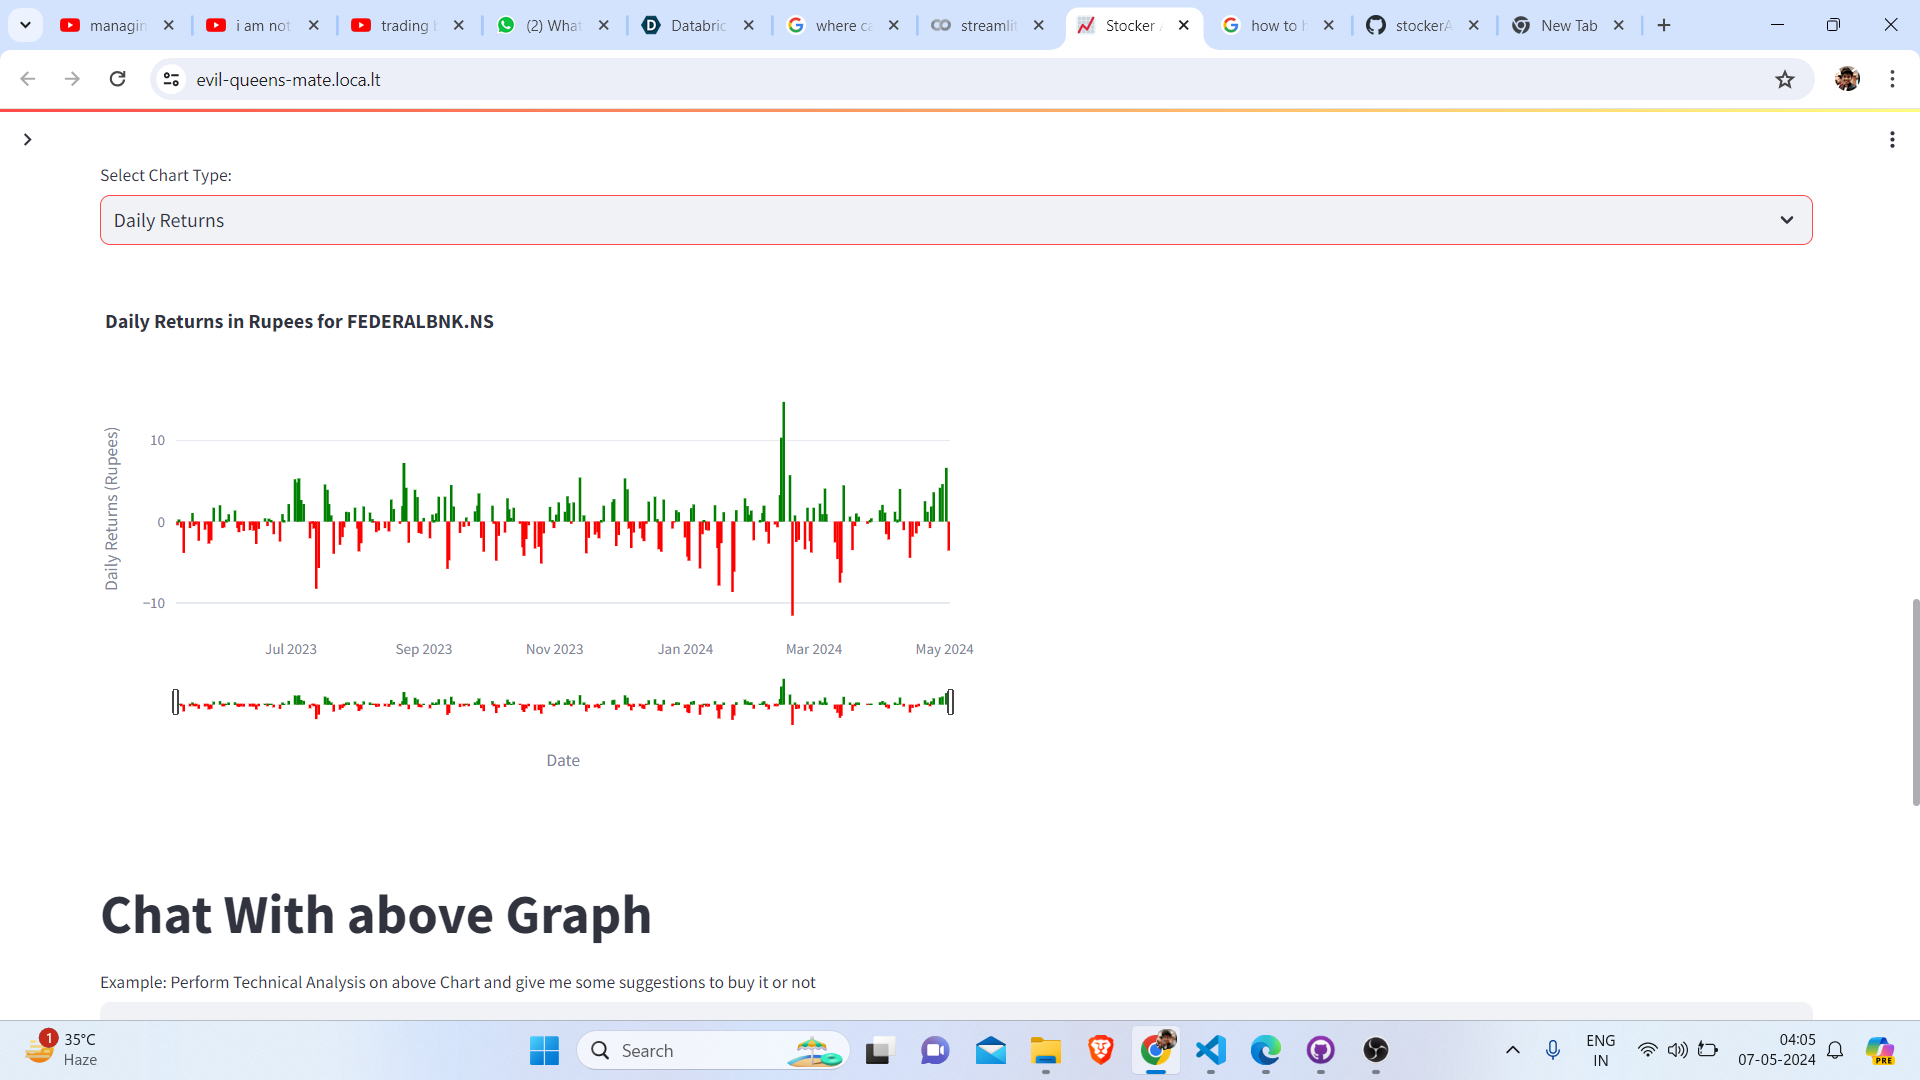 managin
i am not
trading b
(2) What
Databric
where ca
streamlit
Stocker A
how to h
stockerA
New Tab
evil-queens-mate.loca.lt
Select Chart Type:
Daily Returns
Daily Returns in Rupees for FEDERALBNK.NS
Daily Returns (Rupees)
10
0
−10
Jul 2023 Sep 2023 Nov 2023 Jan 2024 Mar 2024 May 2024
Date
Chat With above Graph
Example: Perform Technical Analysis on above Chart and give me some suggestions to buy it or not
1
35°C
Haze
Search
ENG
IN
04:05
07-05-2024
PRE